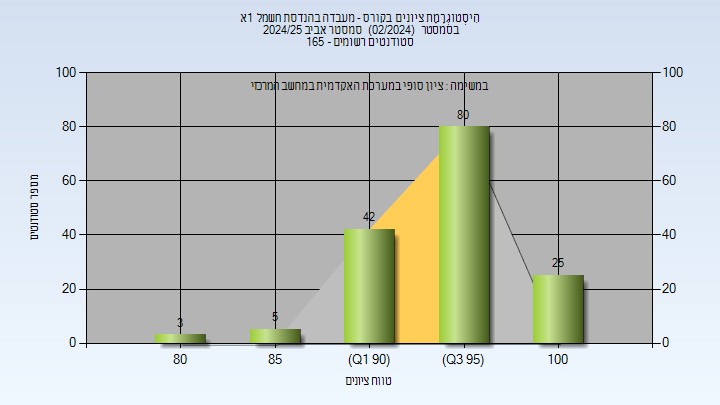 היסטוגרמת ציונים בקורס - מעבדה בהנדסת חשמל 1א
בסמסטר (02/2024) סמסטר אביב 2024/25
סטודנטים רשומים - 165
במשימה : ציון סופי במערכת האקדמית במחשב המרכזי
מספר סטודנטים
100 100
80 80
60 60
40 40
20 20
0 0
3 5 42 80 25
80 85 (Q1 90) (Q3 95) 100
טווח ציונים